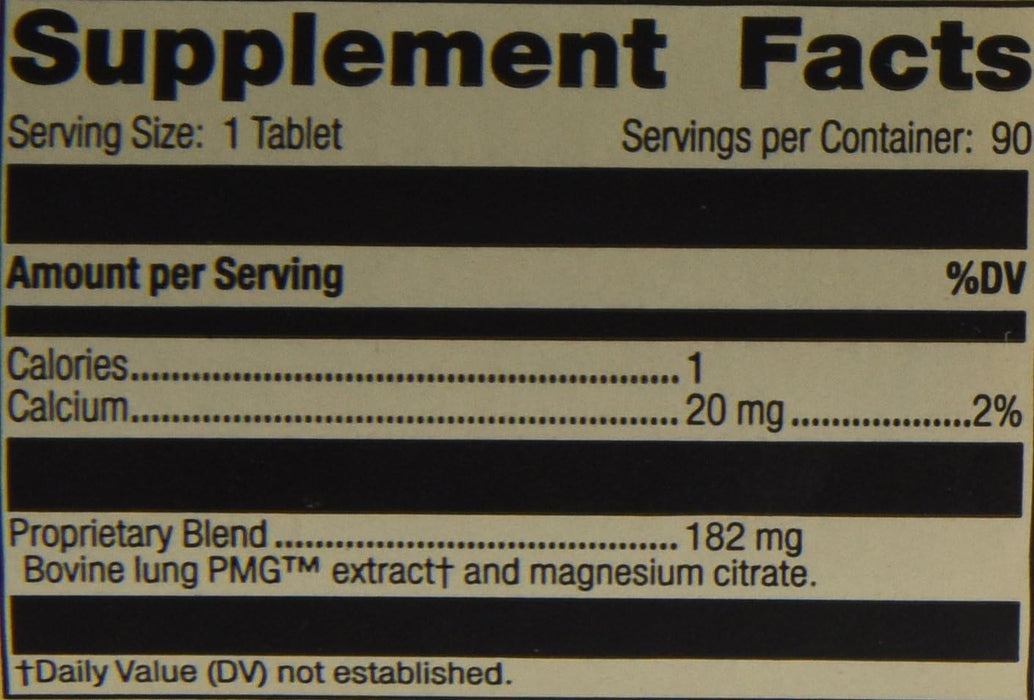 Supplement Facts
Serving Size: 1 Tablet Servings per Container: 90
Amount per Serving %DV
Calories.......................................................1
Calcium.......................................................20 mg..................2%
Proprietary Blend........................................182 mg
Bovine lung PMG™ extract† and magnesium citrate.
†Daily Value (DV) not established.